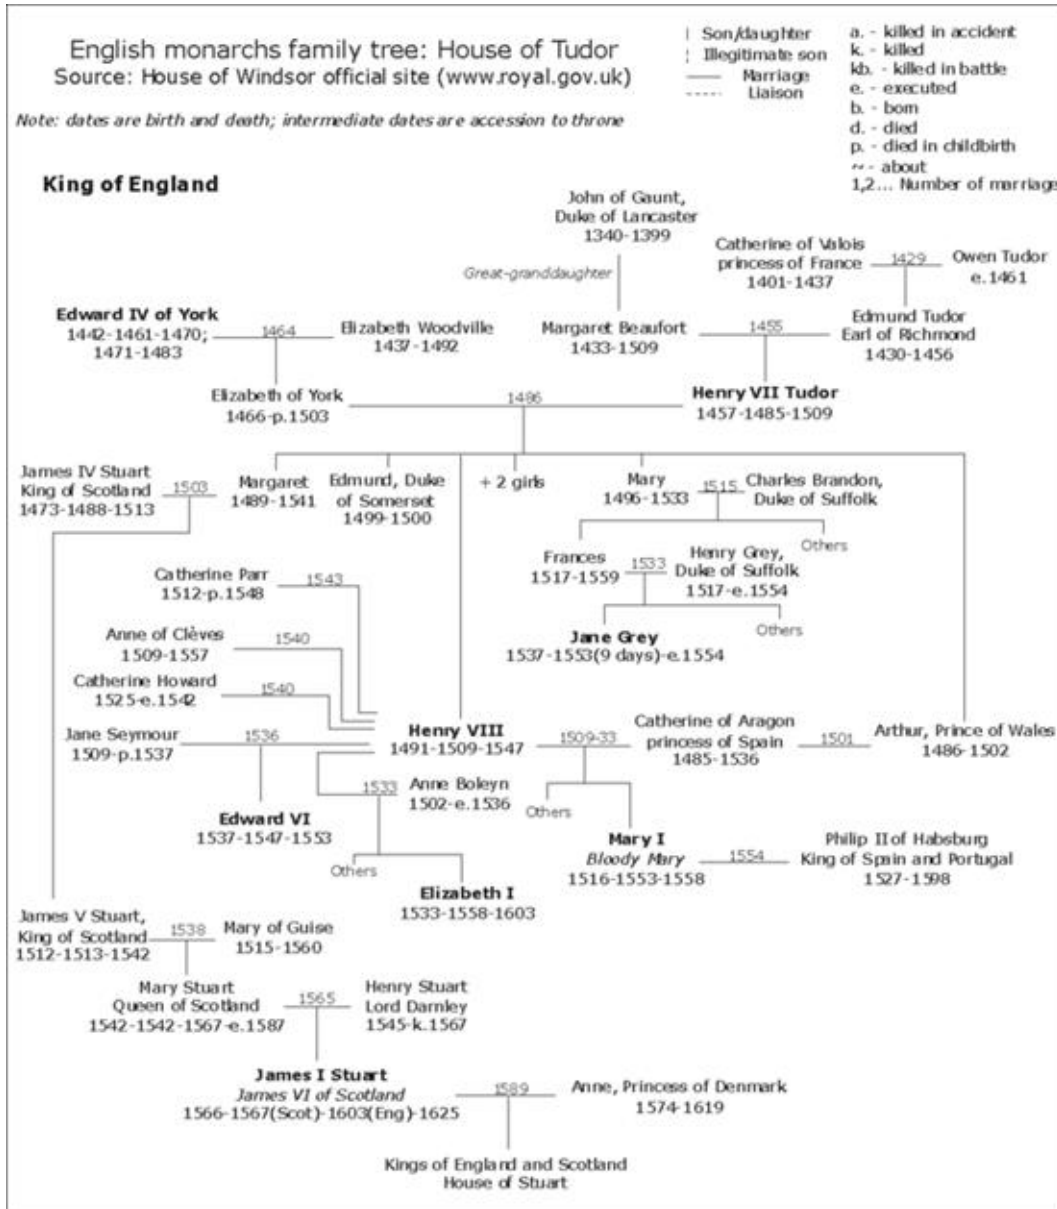 English monarchs family tree: House of Tudor
Source: House of Windsor official site (www.royal.gov.uk)
Note: dates are birth and death; intermediate dates are accession to throne
| Son/daughter
¦ Illegitimate son
— Marriage
---- Liaison
a. - killed in accident
k. - killed
kb. - killed in battle
e. - executed
b. - born
d. - died
p. - died in childbirth
~ - about
1,2... Number of marriage
King of England
John of Gaunt,
Duke of Lancaster
1340-1399
Great-granddaughter
Catherine of Valois
princess of France
1401-1437
1429
Owen Tudor
e.1461
Edward IV of York
1442-1461-1470;
1471-1483
1464
Elizabeth Woodville
1437-1492
Margaret Beaufort
1433-1509
1455
Edmund Tudor
Earl of Richmond
1430-1456
Elizabeth of York
1466-p.1503
1486
Henry VII Tudor
1457-1485-1509
James IV Stuart
King of Scotland
1473-1488-1513
1503
Margaret
1489-1541
Edmund, Duke
of Somerset
1499-1500
+ 2 girls
Mary
1496-1533
1515
Charles Brandon,
Duke of Suffolk
Frances
1517-1559
1533
Henry Grey,
Duke of Suffolk
1517-e.1554
Others
Catherine Parr
1512-p.1548
1543
Jane Grey
1537-1553(9 days)-e.1554
Others
Anne of Clèves
1509-1557
1540
Catherine Howard
1525-e.1542
1540
Jane Seymour
1509-p.1537
1536
Henry VIII
1491-1509-1547
1509-33
Catherine of Aragon
princess of Spain
1485-1536
1501
Arthur, Prince of Wales
1486-1502
1533
Anne Boleyn
1502-e.1536
Others
Edward VI
1537-1547-1553
Mary I
Bloody Mary
1516-1553-1558
1554
Philip II of Habsburg
King of Spain and Portugal
1527-1598
Others
Elizabeth I
1533-1558-1603
James V Stuart,
King of Scotland
1512-1513-1542
1538
Mary of Guise
1515-1560
Mary Stuart
Queen of Scotland
1542-1542-1567-e.1587
1565
Henry Stuart
Lord Darnley
1545-k.1567
James I Stuart
James VI of Scotland
1566-1567(Scot)-1603(Eng)-1625
1589
Anne, Princess of Denmark
1574-1619
Kings of England and Scotland
House of Stuart